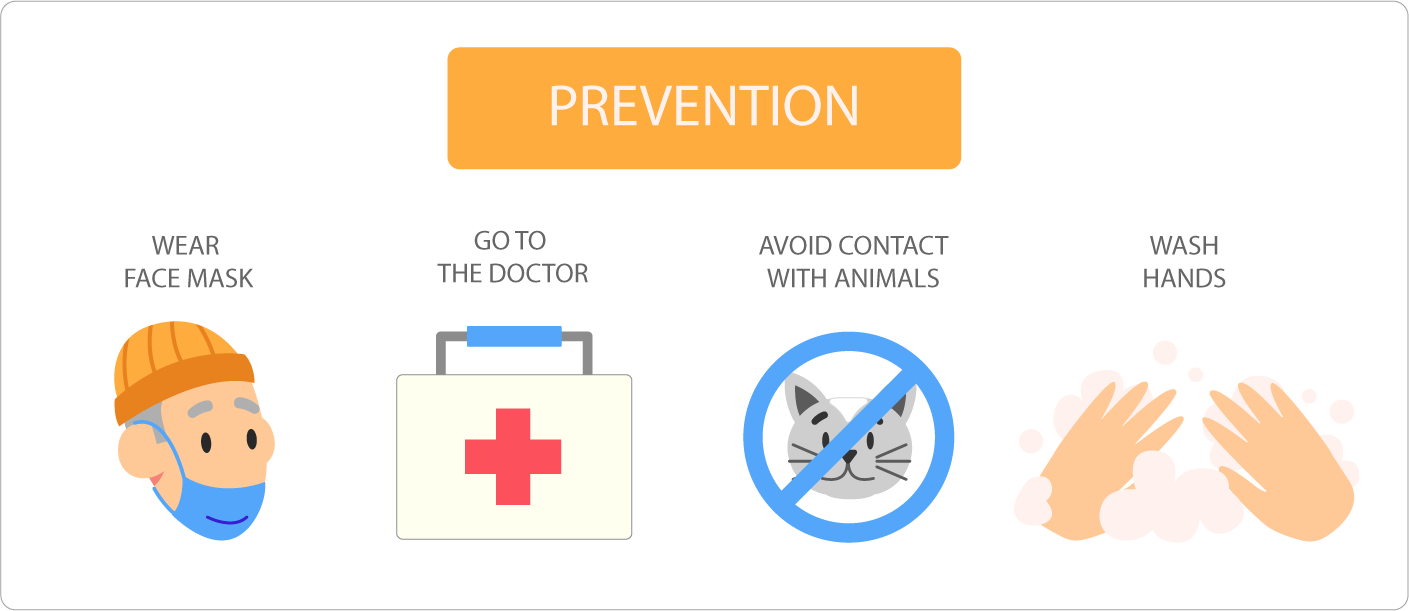 PREVENTION
WEAR
FACE MASK
GO TO
THE DOCTOR
AVOID CONTACT
WITH ANIMALS
WASH
HANDS